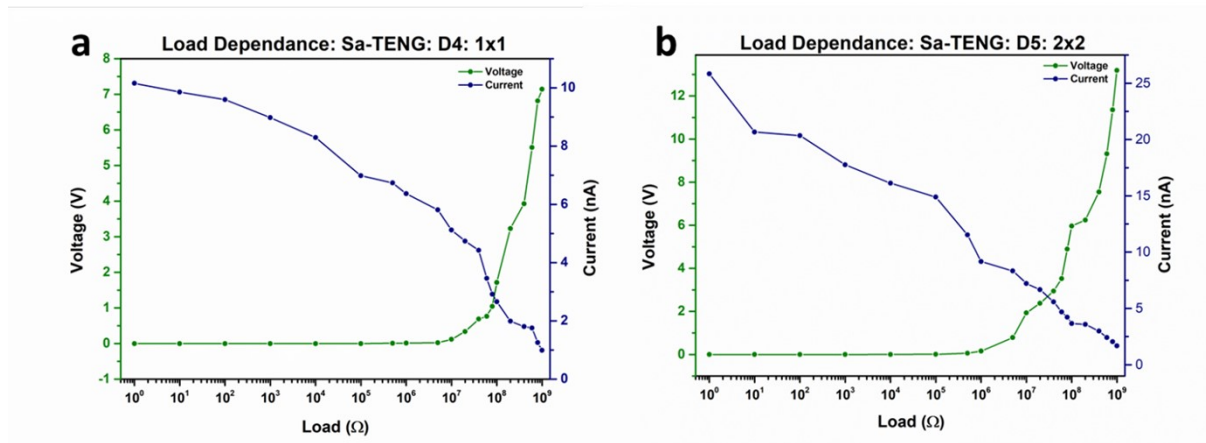 a
Load Dependance: Sa-TENG: D4: 1x1
Voltage
Current
8
7
6
5
4
3
2
1
0
-1
Voltage (V)
10
8
6
4
2
0
Current (nA)
10⁰ 10¹ 10² 10³ 10⁴ 10⁵ 10⁶ 10⁷ 10⁸ 10⁹
Load (Ω)
b
Load Dependance: Sa-TENG: D5: 2x2
Voltage
Current
12
10
8
6
4
2
0
Voltage (V)
25
20
15
10
5
0
Current (nA)
10⁰ 10¹ 10² 10³ 10⁴ 10⁵ 10⁶ 10⁷ 10⁸ 10⁹
Load (Ω)